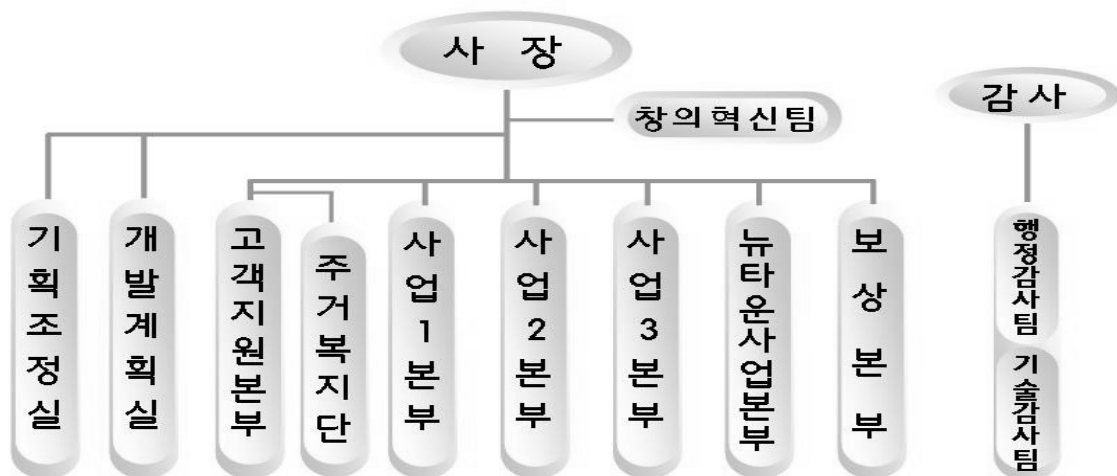 사 장
감사
창의혁신팀
기획조정실
개발계획실
고객지원본부
주거복지단
사업1본부
사업2본부
사업3본부
뉴타운사업본부
보상본부
행정감사팀
기술감사팀